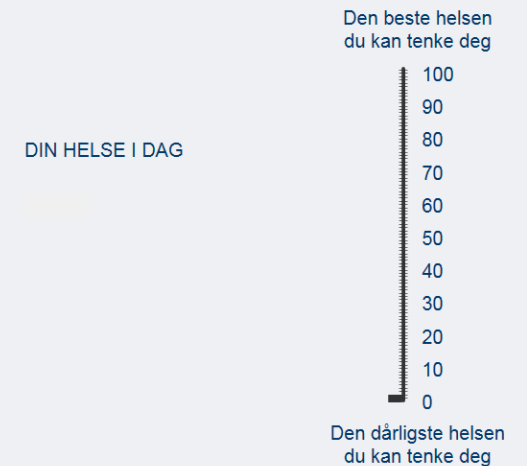 Den beste helsen
du kan tenke deg
100
90
80
DIN HELSE I DAG
70
60
50
40
30
20
10
0
Den dårligste helsen
du kan tenke deg